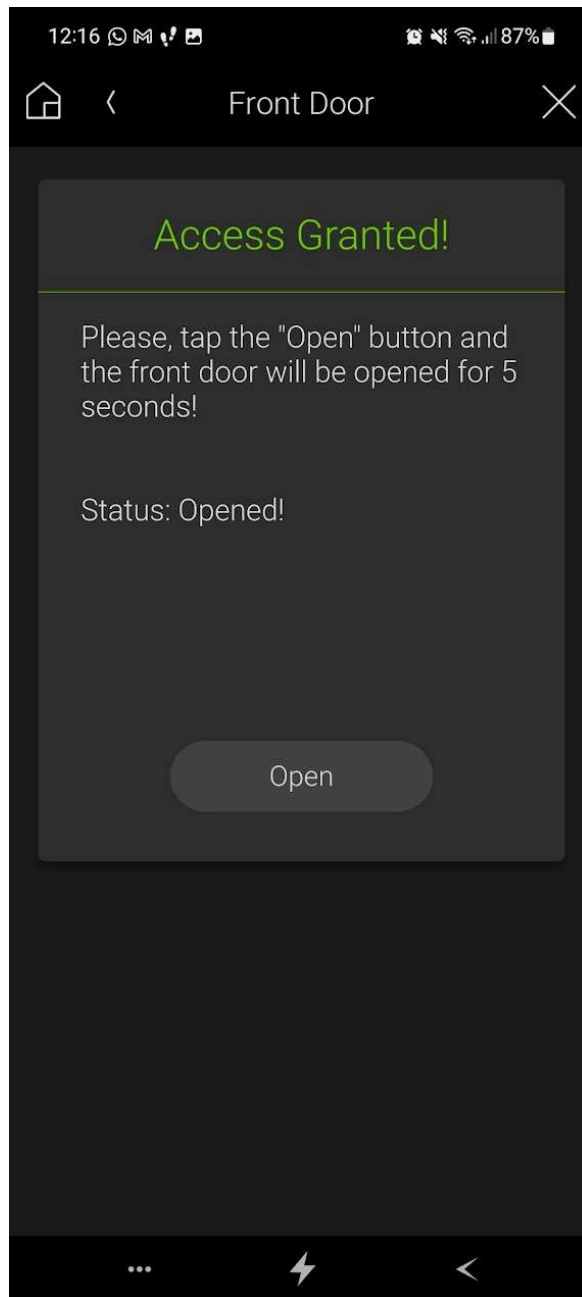 12:16 87%
Front Door
Access Granted!
Please, tap the "Open" button and
the front door will be opened for 5
seconds!
Status: Opened!
Open